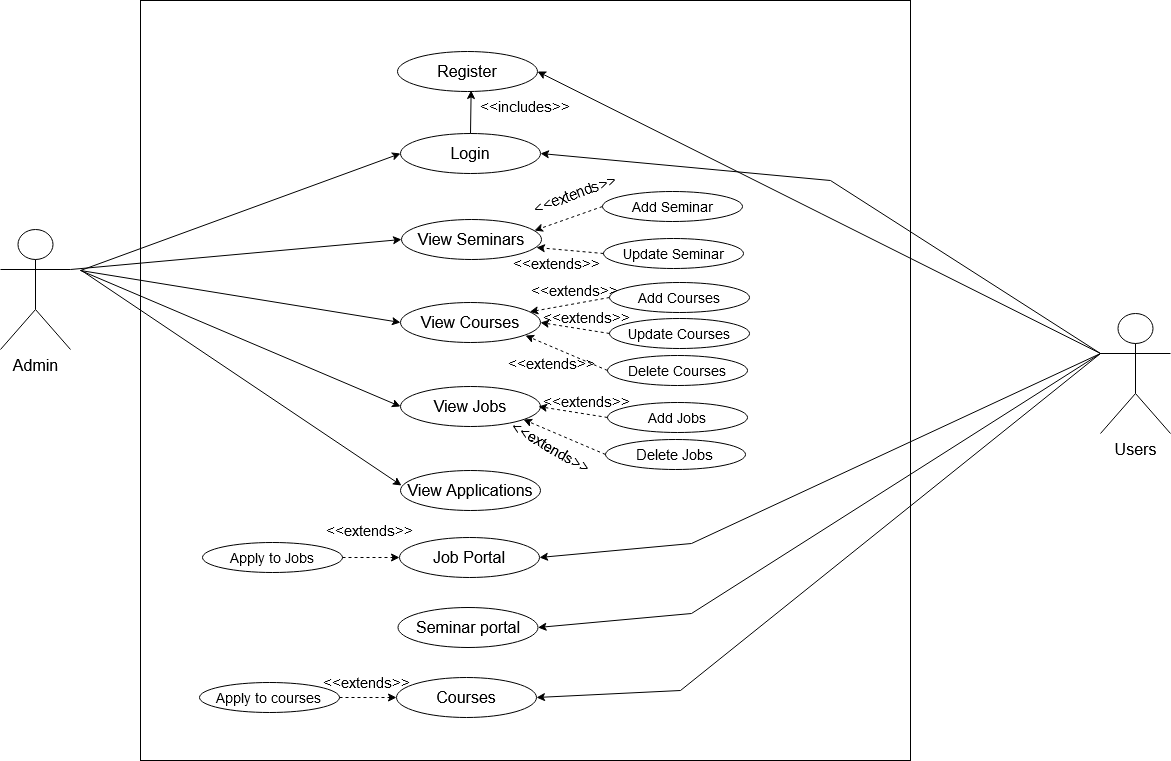 Register
<<includes>>
Login
<<extends>>
Add Seminar
View Seminars
Update Seminar
<<extends>>
<<extends>>
Add Courses
<<extends>>
View Courses
Update Courses
<<extends>>
Delete Courses
Admin
<<extends>>
View Jobs
Add Jobs
<<extends>>
Delete Jobs
Users
View Applications
<<extends>>
Apply to Jobs
Job Portal
Seminar portal
<<extends>>
Apply to courses
Courses